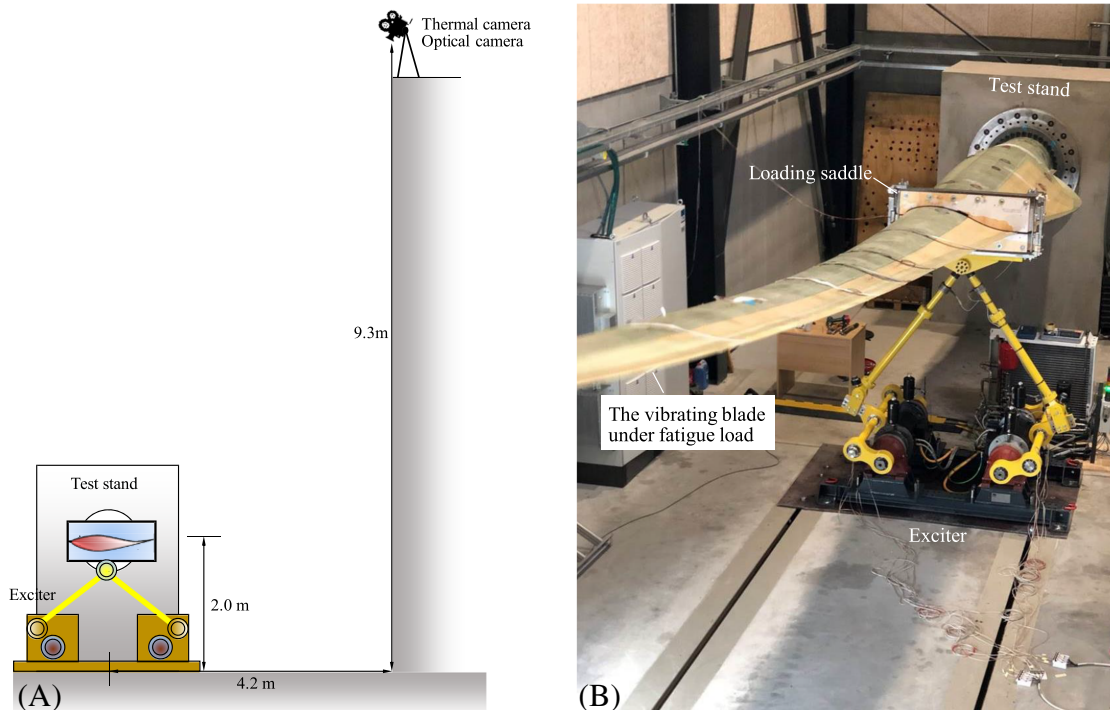 Thermal camera
Optical camera
9.3m
Test stand
Exciter
2.0 m
4.2 m
(A)
Test stand
Loading saddle
The vibrating blade
under fatigue load
Exciter
(B)